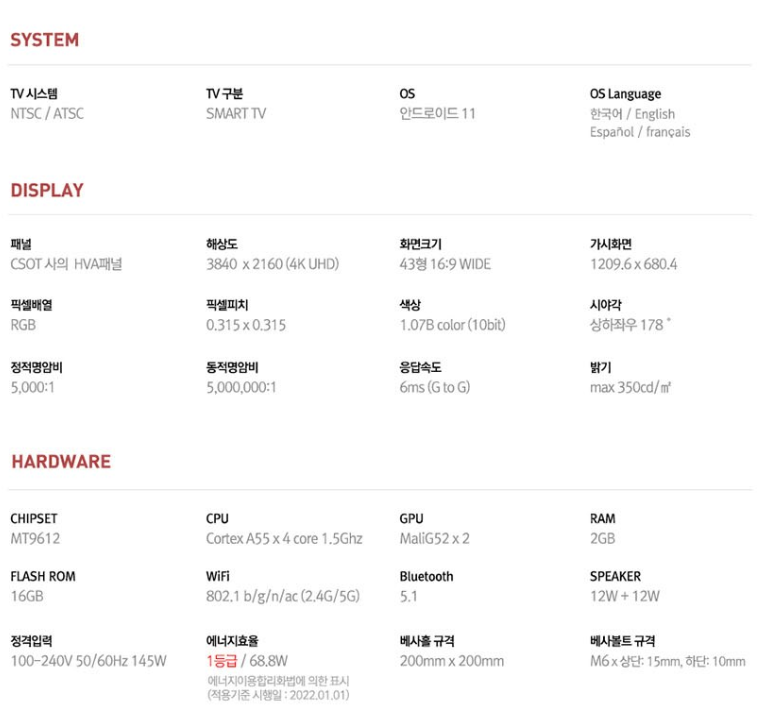 SYSTEM
TV 시스템
NTSC / ATSC
TV 구분
SMART TV
OS
안드로이드 11
OS Language
한국어 / English
Español / français
DISPLAY
패널
CSOT 사의 HVA패널
해상도
3840 x 2160 (4K UHD)
화면크기
43형 16:9 WIDE
가시화면
1209.6 x 680.4
픽셀배열
RGB
픽셀피치
0.315 x 0.315
색상
1.07B color (10bit)
시야각
상하좌우 178 °
정적명암비
5,000:1
동적명암비
5,000,000:1
응답속도
6ms (G to G)
밝기
max 350cd/㎡
HARDWARE
CHIPSET
MT9612
CPU
Cortex A55 x 4 core 1.5Ghz
GPU
MaliG52 x 2
RAM
2GB
FLASH ROM
16GB
WiFi
802.1 b/g/n/ac (2.4G/5G)
Bluetooth
5.1
SPEAKER
12W + 12W
정격입력
100-240V 50/60Hz 145W
에너지효율
1등급 / 68.8W
에너지이용합리화법에 의한 표시
(적용기준 시행일 : 2022.01.01)
베사홀 규격
200mm x 200mm
베사볼트 규격
M6 x 상단: 15mm, 하단: 10mm